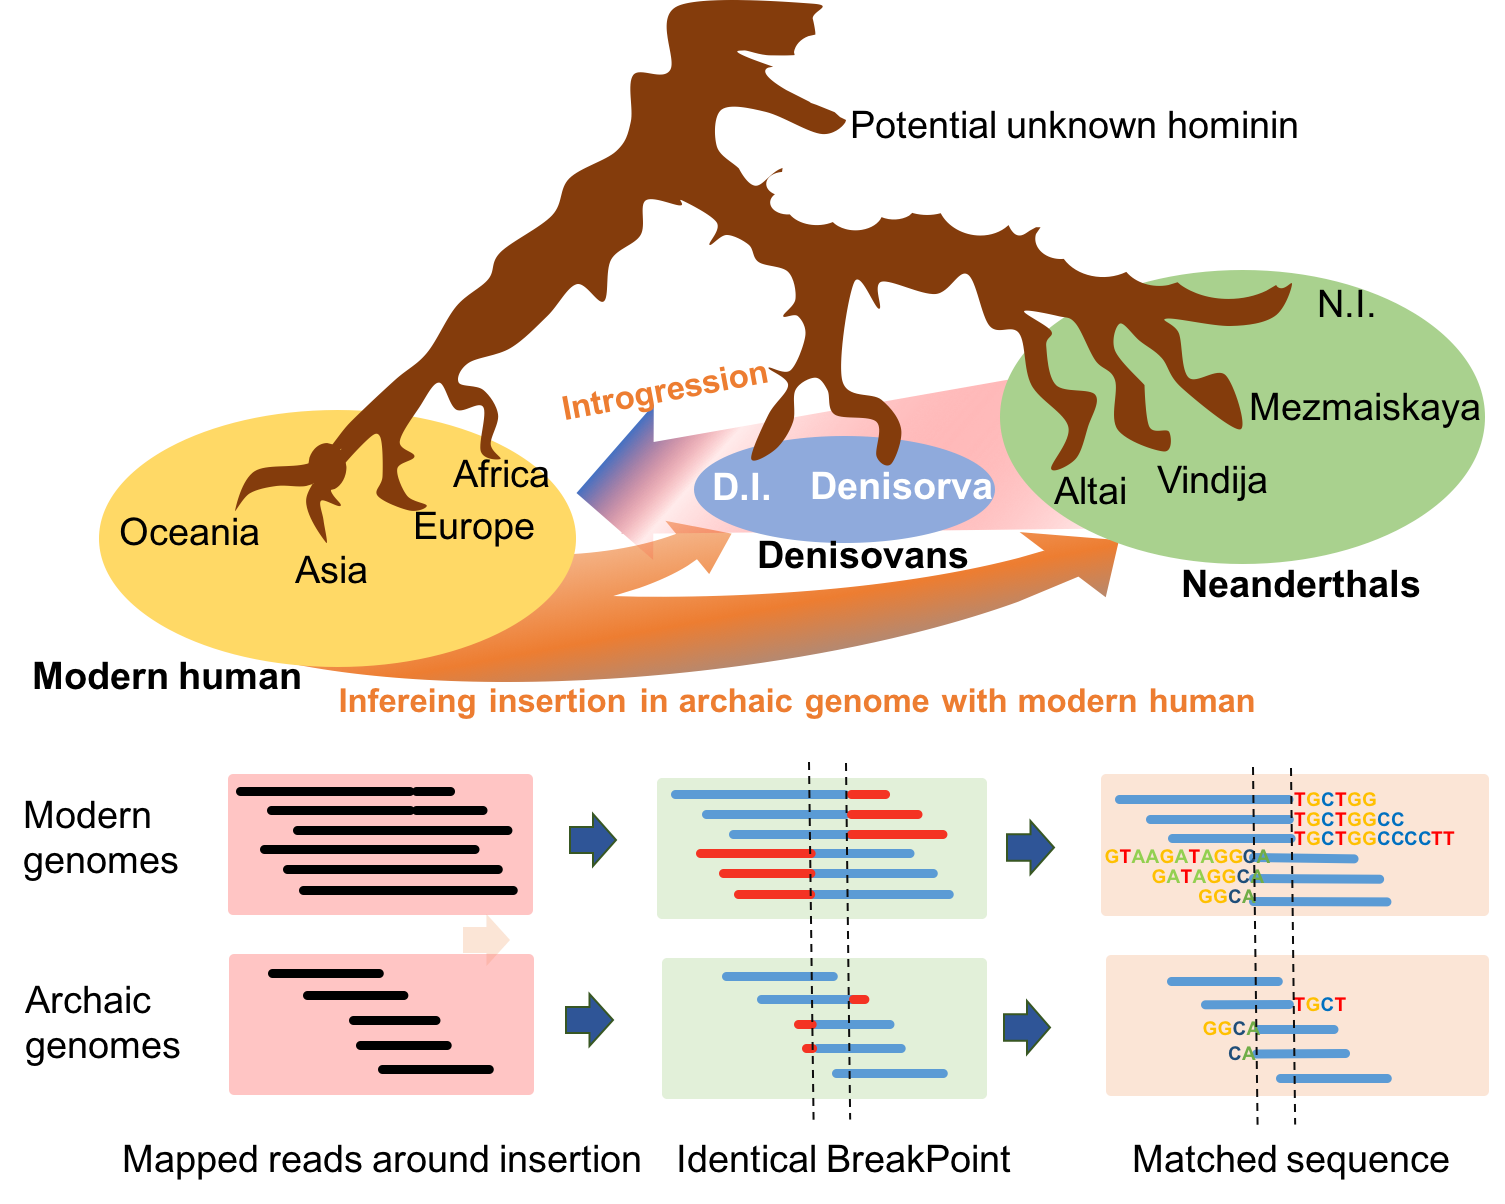 Potential unknown hominin
N.I.
Introgression
Mezmaiskaya
Africa
D.I. Denisorva
Altai Vindija
Oceania
Europe
Asia
Denisovans
Neanderthals
Modern human
Infereing insertion in archaic genome with modern human
Modern
genomes
TGCTGG
TGCTGGCC
TGCTGGCCCCTT
GTAAGATAGGCA
GATAGGCA
GGCA
Archaic
genomes
TGCT
GGCA
CA
Mapped reads around insertion
Identical BreakPoint
Matched sequence